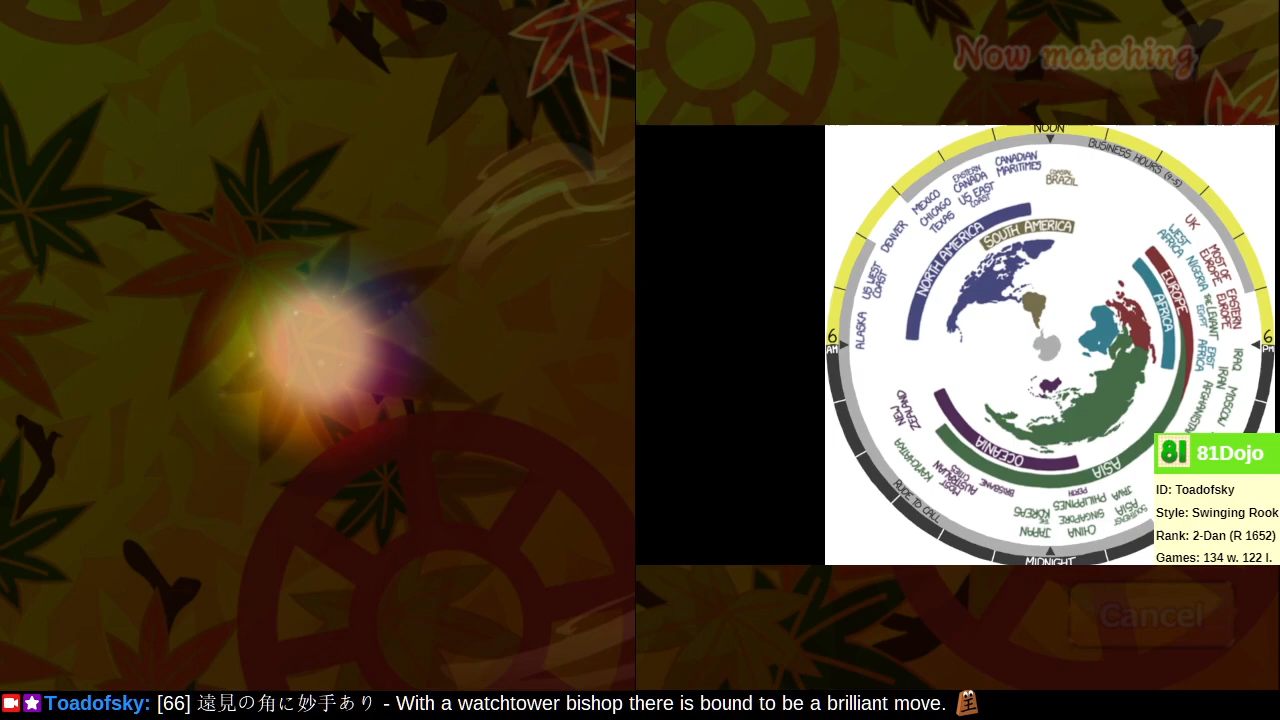 Now matching
NOON
BUSINESS HOURS (9-5)
CANADIAN MARITIMES
EASTERN CANADA
COASTAL BRAZIL
MEXICO
CHICAGO
TEXAS
US EAST COAST
DENVER
US WEST COAST
ALASKA
NORTH AMERICA
SOUTH AMERICA
UK
WEST AFRICA
NIGERIA
MOST OF EUROPE
EASTERN EUROPE
THE LEVANT
EGYPT
EAST AFRICA
EUROPE
AFRICA
6 AM
6 PM
IRAQ
IRAN
MOSCOW
NEW ZEALAND
KAMCHATKA
OCEANIA
ASIA
MOST AUSTRALIAN CITIES
BRISBANE
PERTH
RUDE TO CALL
JAPAN
THE KOREAS
SINGAPORE
PHILIPPINES
CHINA
JAVA
SOUTHEAST ASIA
MIDNIGHT
81 81Dojo
ID: Toadofsky
Style: Swinging Rook
Rank: 2-Dan (R 1652)
Games: 134 w. 122 l.
Cancel
Toadofsky: [66] 遠見の角に妙手あり - With a watchtower bishop there is bound to be a brilliant move.